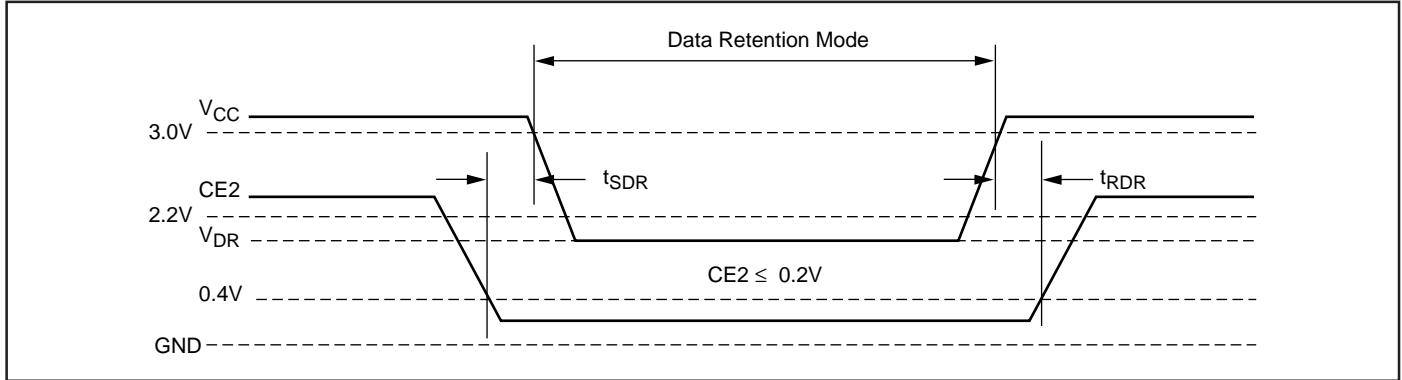 Data Retention Mode
VCC
3.0V
tSDR
tRDR
CE2
2.2V
VDR
CE2 ≤ 0.2V
0.4V
GND